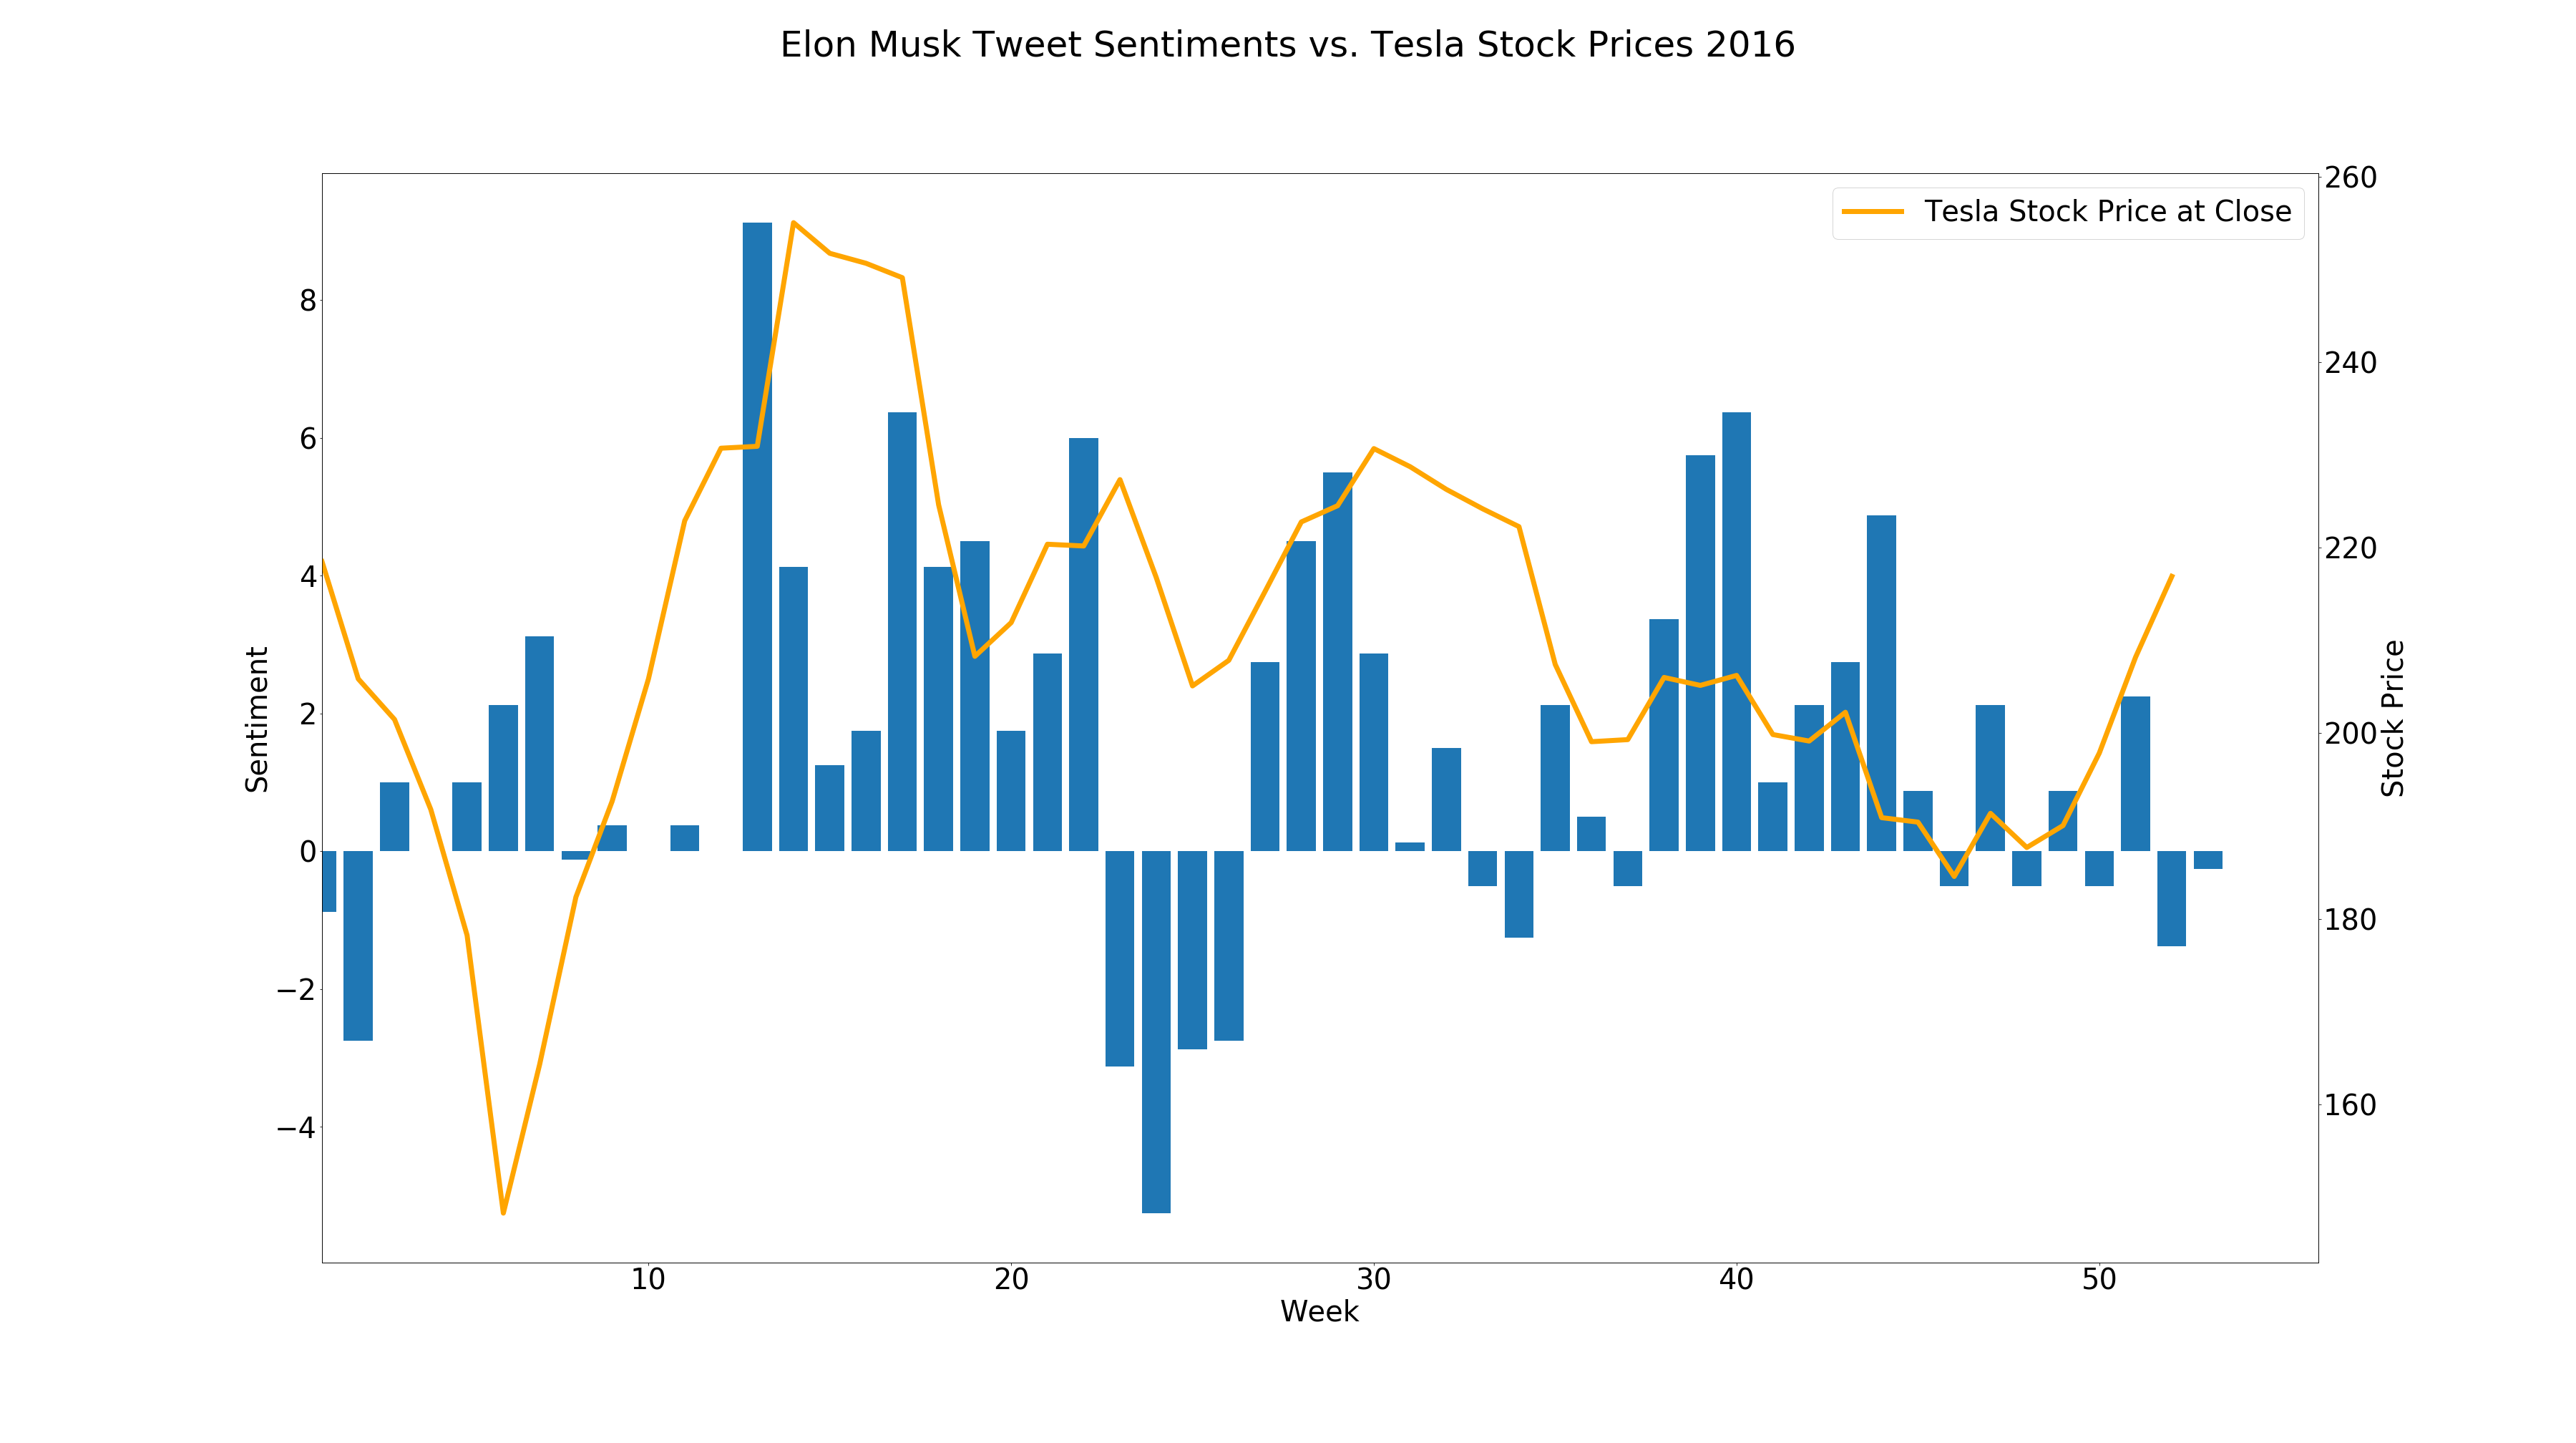 Elon Musk Tweet Sentiments vs. Tesla Stock Prices 2016
Tesla Stock Price at Close
Sentiment
8
6
4
2
0
−2
−4
260
240
220
200
180
160
Stock Price
10 20 30 40 50
Week